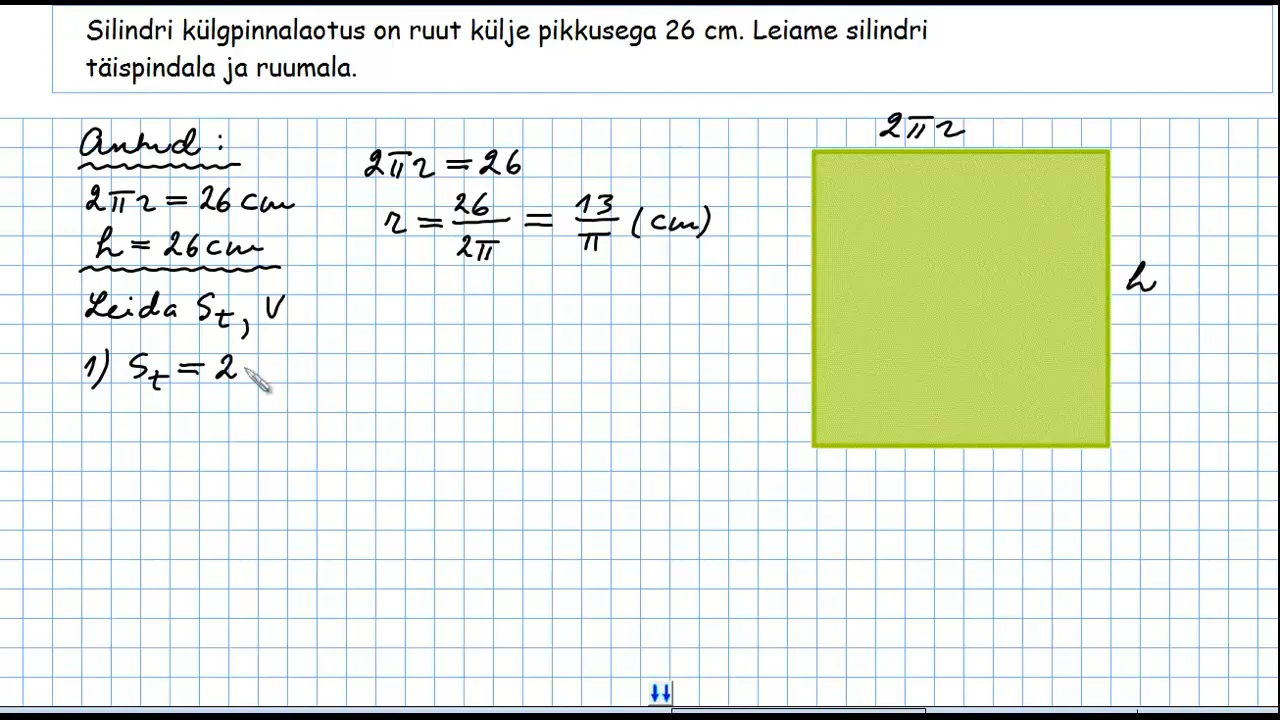 Silindri külgpinnalaotus on ruut külje pikkusega 26 cm. Leiame silindri
täispindala ja ruumala.
Antud :
2πr = 26 cm
h = 26 cm
Leida St, V
1) St = 2
2πr = 26
r = 26/2π = 13/π (cm)
2πr
h